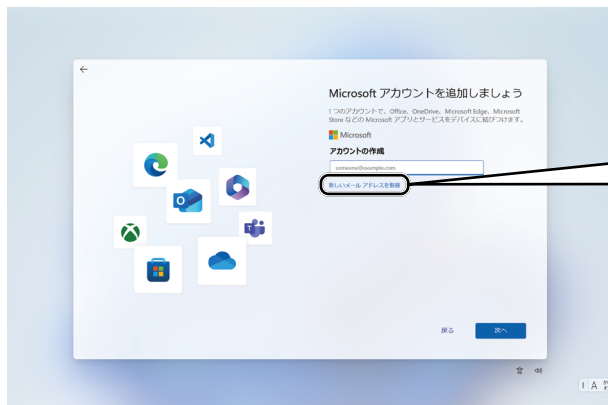 Microsoft アカウントを追加しましょう
1 つのアカウントで、Office、OneDrive、Microsoft Edge、Microsoft
Store などの Microsoft アプリとサービスをデバイスに結びつけます。
Microsoft
アカウントの作成
someone@example.com
新しいメール アドレスを取得
戻る
次へ
A